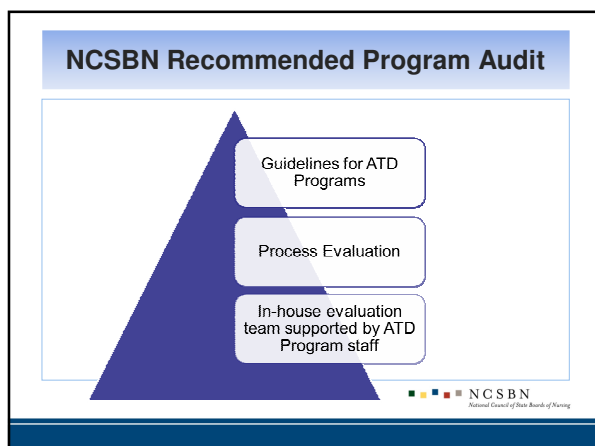 NCSBN Recommended Program Audit
Guidelines for ATD
Programs
Process Evaluation
In-house evaluation
team supported by ATD
Program staff
NCSBN
National Council of State Boards of Nursing